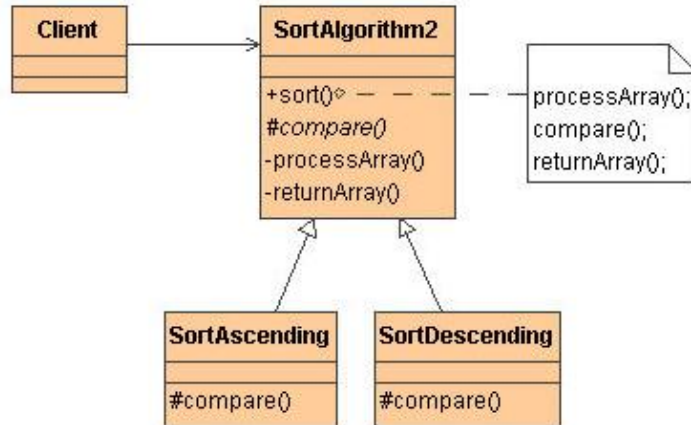 Client
SortAlgorithm2
+sort()
#compare()
-processArray()
-returnArray()
processArray();
compare();
returnArray();
SortAscending
#compare()
SortDescending
#compare()